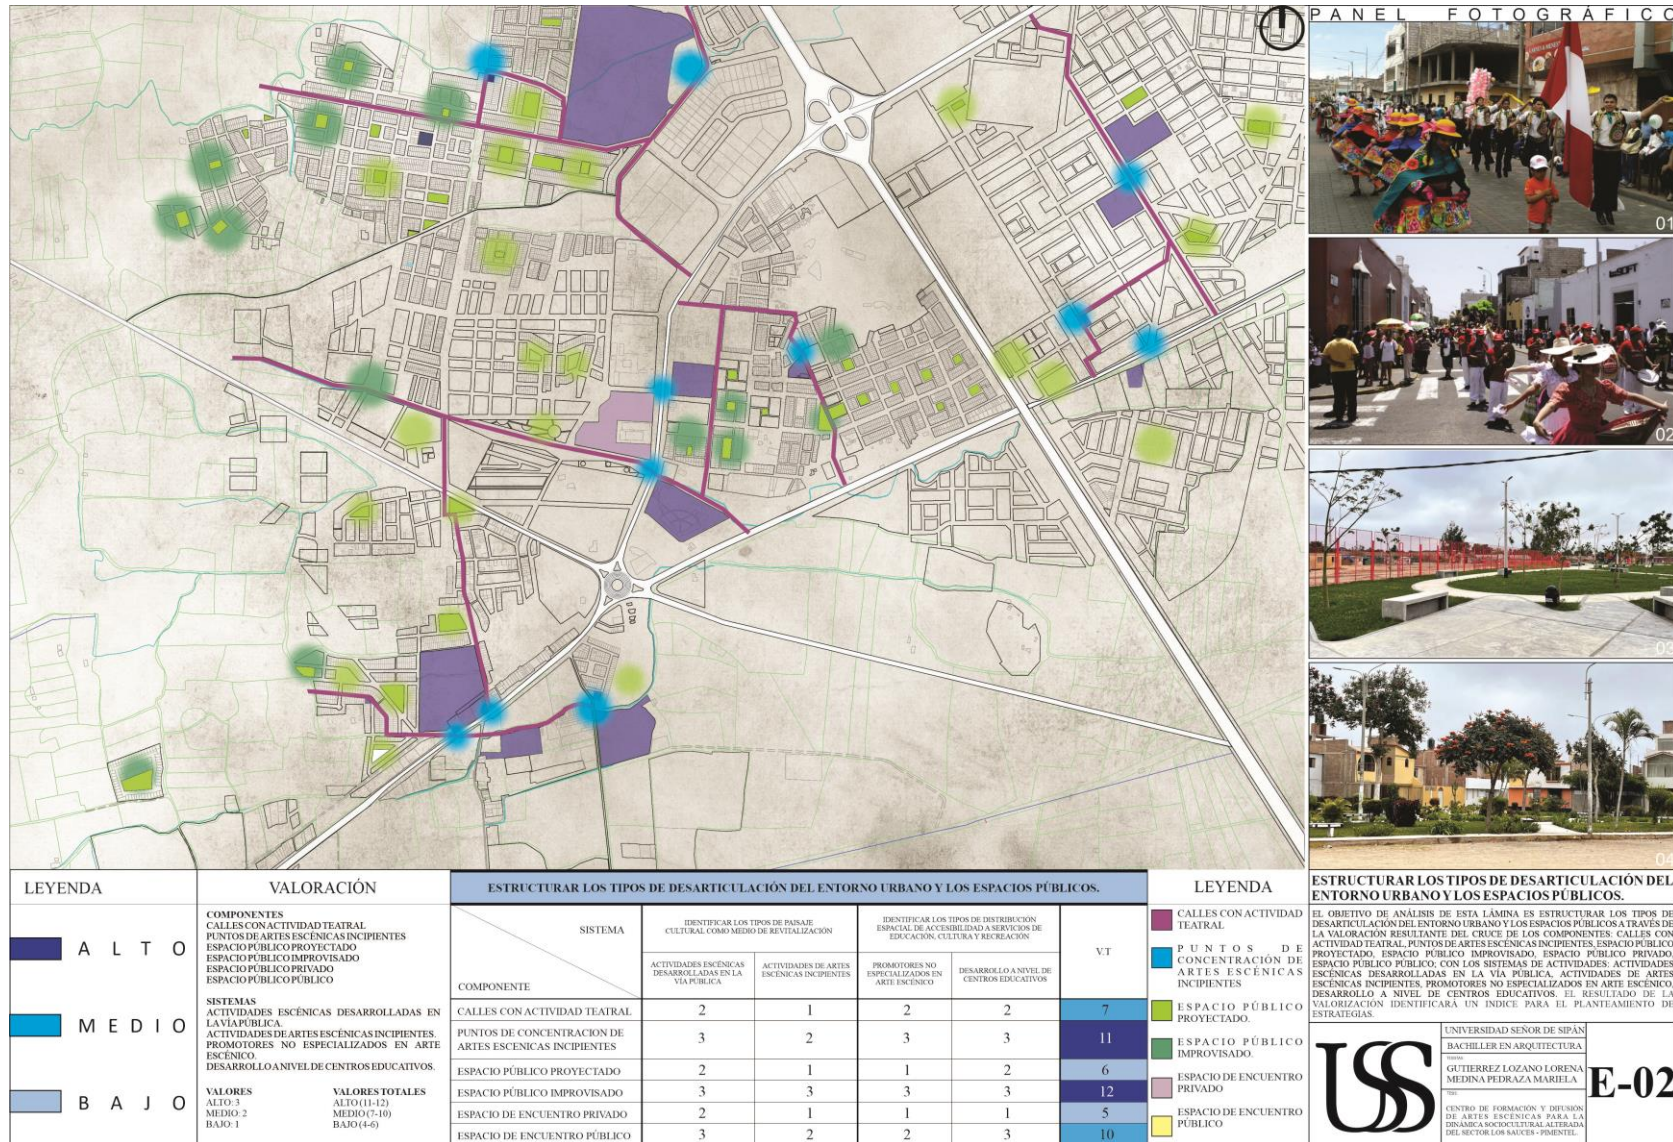 PANEL FOTOGRÁFICO
01
02
03
04
LEYENDA
ALTO
MEDIO
BAJO
VALORACIÓN
COMPONENTES
CALLES CON ACTIVIDAD TEATRAL
PUNTOS DE ARTES ESCÉNICAS INCIPIENTES
ESPACIO PÚBLICO PROYECTADO
ESPACIO PÚBLICO IMPROVISADO
ESPACIO PÚBLICO PRIVADO
ESPACIO PÚBLICO PÚBLICO
SISTEMAS
ACTIVIDADES ESCÉNICAS DESARROLLADAS EN
LA VÍA PÚBLICA.
ACTIVIDADES DE ARTES ESCÉNICAS INCIPIENTES.
PROMOTORES NO ESPECIALIZADOS EN ARTE
ESCÉNICO.
DESARROLLO A NIVEL DE CENTROS EDUCATIVOS.
VALORES VALORES TOTALES
ALTO: 3 ALTO (11-12)
MEDIO: 2 MEDIO (7-10)
BAJO: 1 BAJO (4-6)
ESTRUCTURAR LOS TIPOS DE DESARTICULACIÓN DEL ENTORNO URBANO Y LOS ESPACIOS PÚBLICOS.
SISTEMA
COMPONENTE
IDENTIFICAR LOS TIPOS DE PAISAJE
CULTURAL COMO MEDIO DE REVITALIZACIÓN
IDENTIFICAR LOS TIPOS DE DISTRIBUCIÓN
ESPACIAL DE ACCESIBILIDAD A SERVICIOS DE
EDUCACIÓN, CULTURA Y RECREACIÓN
V.T
ACTIVIDADES ESCÉNICAS
DESARROLLADAS EN LA
VÍA PÚBLICA
ACTIVIDADES DE ARTES
ESCÉNICAS INCIPIENTES
PROMOTORES NO
ESPECIALIZADOS EN
ARTE ESCÉNICO
DESARROLLO A NIVEL DE
CENTROS EDUCATIVOS
CALLES CON ACTIVIDAD TEATRAL 2 1 2 2 7
PUNTOS DE CONCENTRACION DE
ARTES ESCENICAS INCIPIENTES 3 2 3 3 11
ESPACIO PÚBLICO PROYECTADO 2 1 1 2 6
ESPACIO PÚBLICO IMPROVISADO 3 3 3 3 12
ESPACIO DE ENCUENTRO PRIVADO 2 1 1 1 5
ESPACIO DE ENCUENTRO PÚBLICO 3 2 2 3 10
LEYENDA
CALLES CON ACTIVIDAD
TEATRAL
PUNTOS DE
CONCENTRACIÓN DE
ARTES ESCÉNICAS
INCIPIENTES
ESPACIO PÚBLICO
PROYECTADO.
ESPACIO PÚBLICO
IMPROVISADO.
ESPACIO DE ENCUENTRO
PRIVADO
ESPACIO DE ENCUENTRO
PÚBLICO
ESTRUCTURAR LOS TIPOS DE DESARTICULACIÓN DEL
ENTORNO URBANO Y LOS ESPACIOS PÚBLICOS.
EL OBJETIVO DE ANÁLISIS DE ESTA LÁMINA ES ESTRUCTURAR LOS TIPOS DE
DESARTICULACIÓN DEL ENTORNO URBANO Y LOS ESPACIOS PÚBLICOS A TRAVÉS DE
LA VALORACIÓN RESULTANTE DEL CRUCE DE LOS COMPONENTES: CALLES CON
ACTIVIDAD TEATRAL, PUNTOS DE ARTES ESCÉNICAS INCIPIENTES, ESPACIO PÚBLICO
PROYECTADO, ESPACIO PÚBLICO IMPROVISADO, ESPACIO PÚBLICO PRIVADO,
ESPACIO PÚBLICO PÚBLICO; CON LOS SISTEMAS DE ACTIVIDADES: ACTIVIDADES
ESCÉNICAS DESARROLLADAS EN LA VÍA PÚBLICA, ACTIVIDADES DE ARTES
ESCÉNICAS INCIPIENTES, PROMOTORES NO ESPECIALIZADOS EN ARTE ESCÉNICO,
DESARROLLO A NIVEL DE CENTROS EDUCATIVOS. EL RESULTADO DE LA
VALORIZACIÓN IDENTIFICARÁ UN INDICE PARA EL PLANTEAMIENTO DE
ESTRATEGIAS.
USS
UNIVERSIDAD SEÑOR DE SIPÁN
BACHILLER EN ARQUITECTURA
GUTIERREZ LOZANO LORENA
MEDINA PEDRAZA MARIELA
CENTRO DE FORMACIÓN Y DIFUSIÓN
DE ARTES ESCÉNICAS PARA LA
DINÁMICA SOCIOCULTURAL ALTERADA
DEL SECTOR LOS SAUCES - PIMENTEL.
E-02